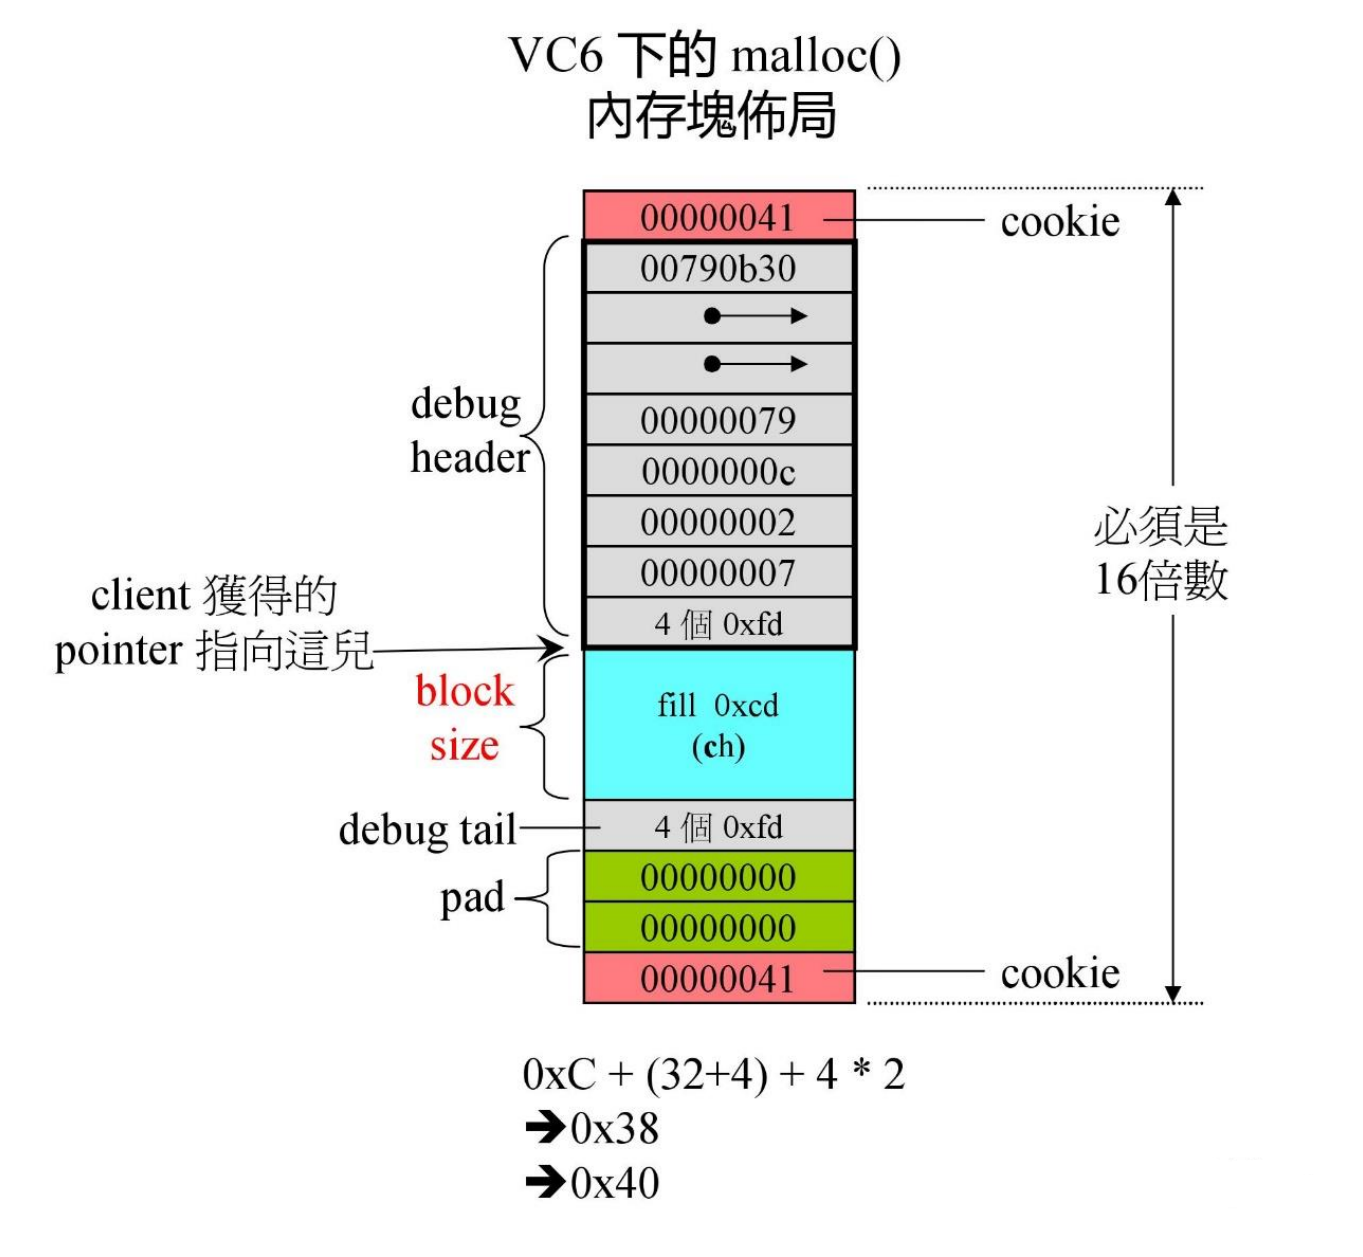 VC6 下的 malloc()
內存塊佈局
00000041
cookie
00790b30
debug
header
00000079
0000000c
00000002
00000007
4 個 0xfd
client 獲得的
pointer 指向這兒
必須是
16倍數
block
size
fill 0xcd
(ch)
debug tail
4 個 0xfd
pad
00000000
00000000
00000041
cookie
0xC + (32+4) + 4 * 2
➔0x38
➔0x40